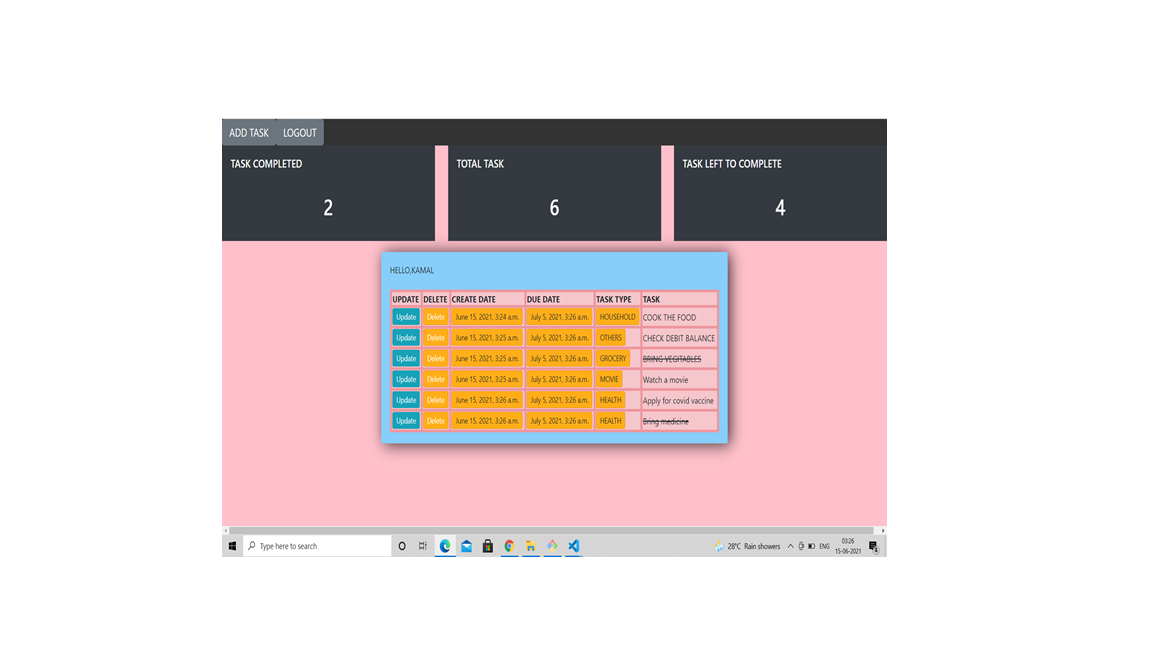 ADD TASK LOGOUT
TASK COMPLETED TOTAL TASK TASK LEFT TO COMPLETE
2 6 4
HELLO,KAMAL
UPDATE DELETE CREATE DATE DUE DATE TASK TYPE TASK
Update Delete June 15, 2021, 3:24 a.m. July 5, 2021, 3:26 a.m. HOUSEHOLD COOK THE FOOD
Update Delete June 15, 2021, 3:25 a.m. July 5, 2021, 3:26 a.m. OTHERS CHECK DEBIT BALANCE
Update Delete June 15, 2021, 3:25 a.m. July 5, 2021, 3:26 a.m. GROCERY BRING VEGITABLES
Update Delete June 15, 2021, 3:25 a.m. July 5, 2021, 3:26 a.m. MOVIE Watch a movie
Update Delete June 15, 2021, 3:26 a.m. July 5, 2021, 3:26 a.m. HEALTH Apply for covid vaccine
Update Delete June 15, 2021, 3:26 a.m. July 5, 2021, 3:26 a.m. HEALTH Bring medicine
Type here to search 28°C Rain showers ENG 03:26
15-06-2021 4